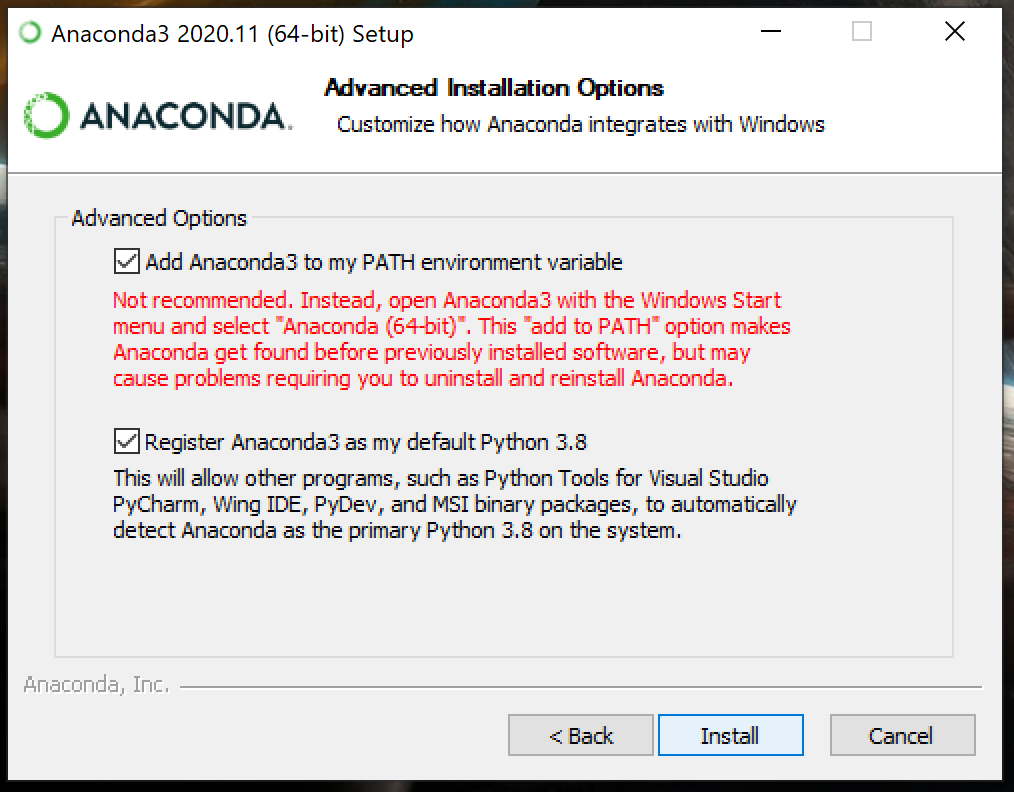 Anaconda3 2020.11 (64-bit) Setup
ANACONDA.
Advanced Installation Options
Customize how Anaconda integrates with Windows
Advanced Options
Add Anaconda3 to my PATH environment variable
Not recommended. Instead, open Anaconda3 with the Windows Start
menu and select "Anaconda (64-bit)". This "add to PATH" option makes
Anaconda get found before previously installed software, but may
cause problems requiring you to uninstall and reinstall Anaconda.
Register Anaconda3 as my default Python 3.8
This will allow other programs, such as Python Tools for Visual Studio
PyCharm, Wing IDE, PyDev, and MSI binary packages, to automatically
detect Anaconda as the primary Python 3.8 on the system.
Anaconda, Inc.
< Back
Install
Cancel